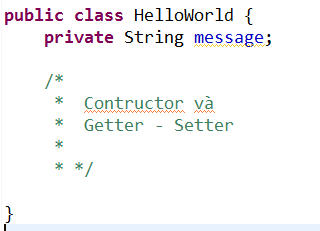 public class HelloWorld {
private String message;
/*
* Contructor và
* Getter - Setter
*
* */
}